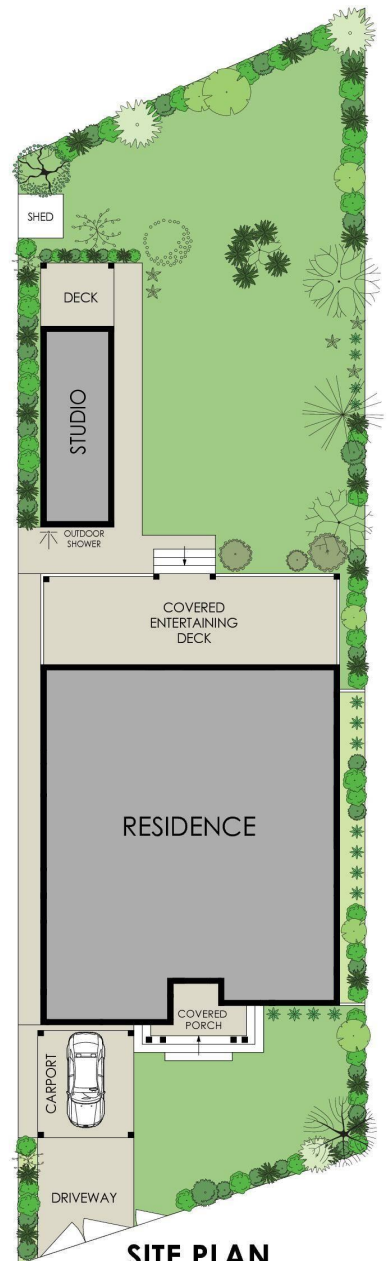 SHED
DECK
STUDIO
OUTDOOR
SHOWER
COVERED
ENTERTAINING
DECK
RESIDENCE
COVERED
PORCH
CARPORT
DRIVEWAY
SITE PLAN